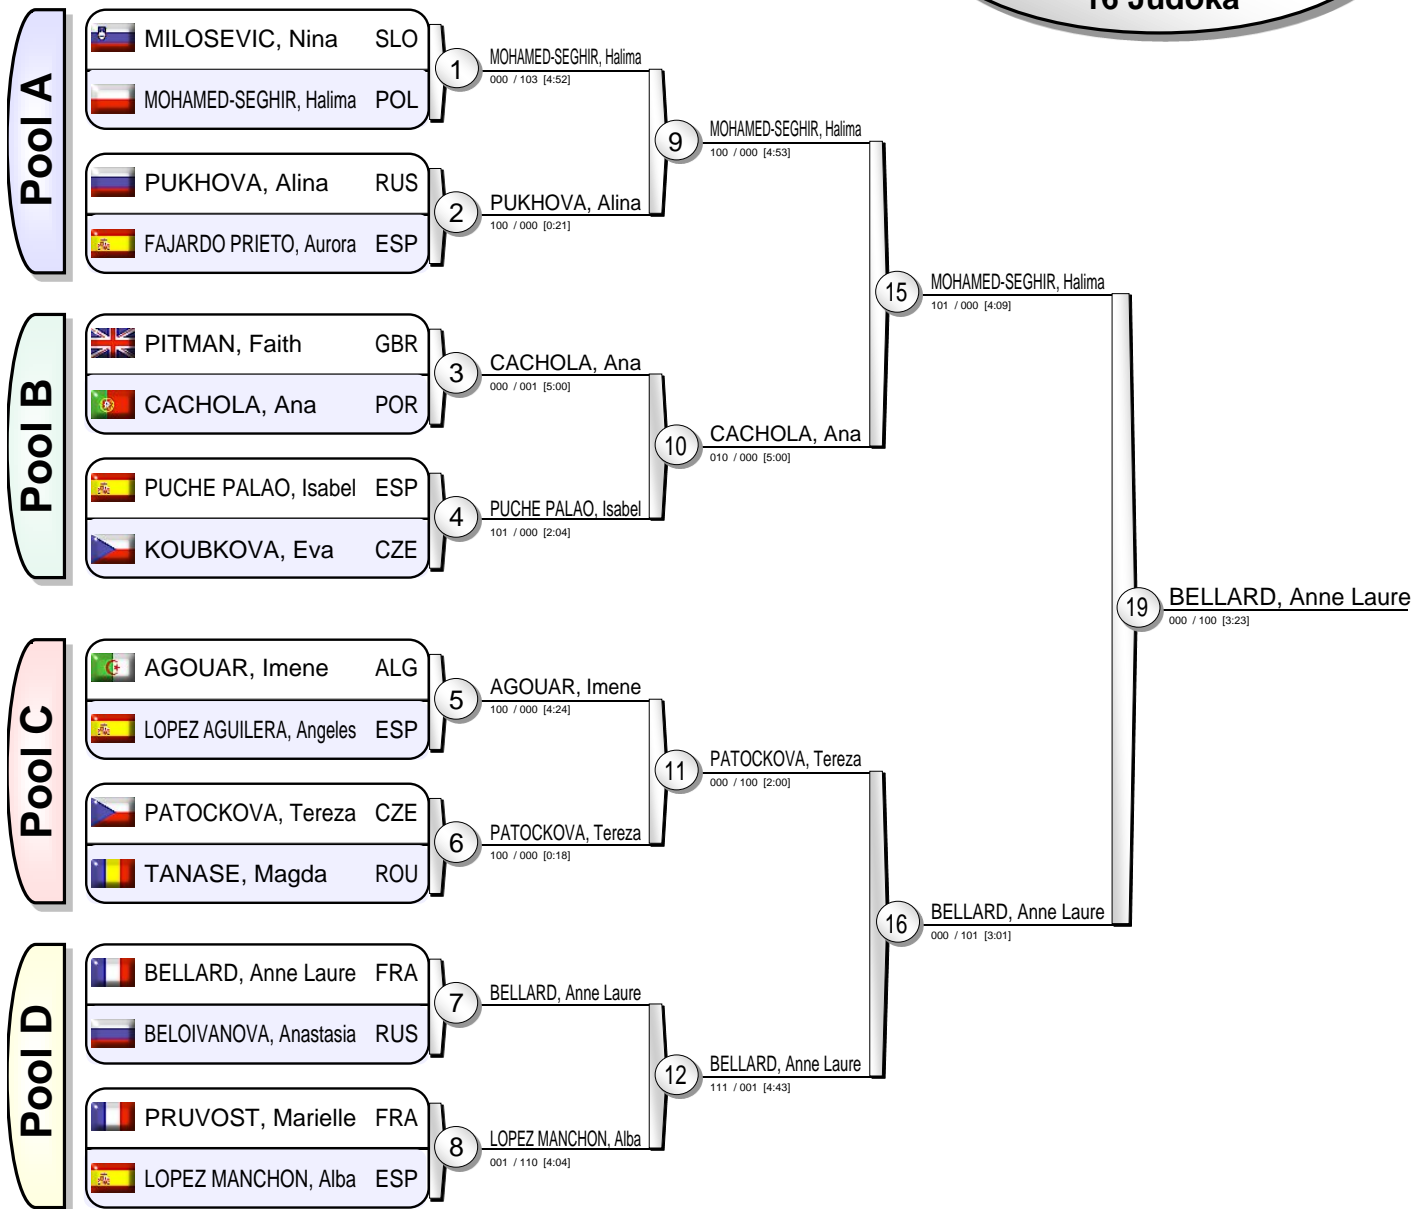 16 Judoka
Pool A
MILOSEVIC, Nina SLO
MOHAMED-SEGHIR, Halima POL
1
MOHAMED-SEGHIR, Halima
000 / 103 [4:52]
PUKHOVA, Alina RUS
FAJARDO PRIETO, Aurora ESP
2
PUKHOVA, Alina
100 / 000 [0:21]
9
MOHAMED-SEGHIR, Halima
100 / 000 [4:53]
Pool B
PITMAN, Faith GBR
CACHOLA, Ana POR
3
CACHOLA, Ana
000 / 001 [5:00]
PUCHE PALAO, Isabel ESP
KOUBKOVA, Eva CZE
4
PUCHE PALAO, Isabel
101 / 000 [2:04]
10
CACHOLA, Ana
010 / 000 [5:00]
15
MOHAMED-SEGHIR, Halima
101 / 000 [4:09]
Pool C
AGOUAR, Imene ALG
LOPEZ AGUILERA, Angeles ESP
5
AGOUAR, Imene
100 / 000 [4:24]
PATOCKOVA, Tereza CZE
TANASE, Magda ROU
6
PATOCKOVA, Tereza
100 / 000 [0:18]
11
PATOCKOVA, Tereza
000 / 100 [2:00]
Pool D
BELLARD, Anne Laure FRA
BELOIVANOVA, Anastasia RUS
7
BELLARD, Anne Laure
PRUVOST, Marielle FRA
LOPEZ MANCHON, Alba ESP
8
LOPEZ MANCHON, Alba
001 / 110 [4:04]
12
BELLARD, Anne Laure
111 / 001 [4:43]
16
BELLARD, Anne Laure
000 / 101 [3:01]
19
BELLARD, Anne Laure
000 / 100 [3:23]